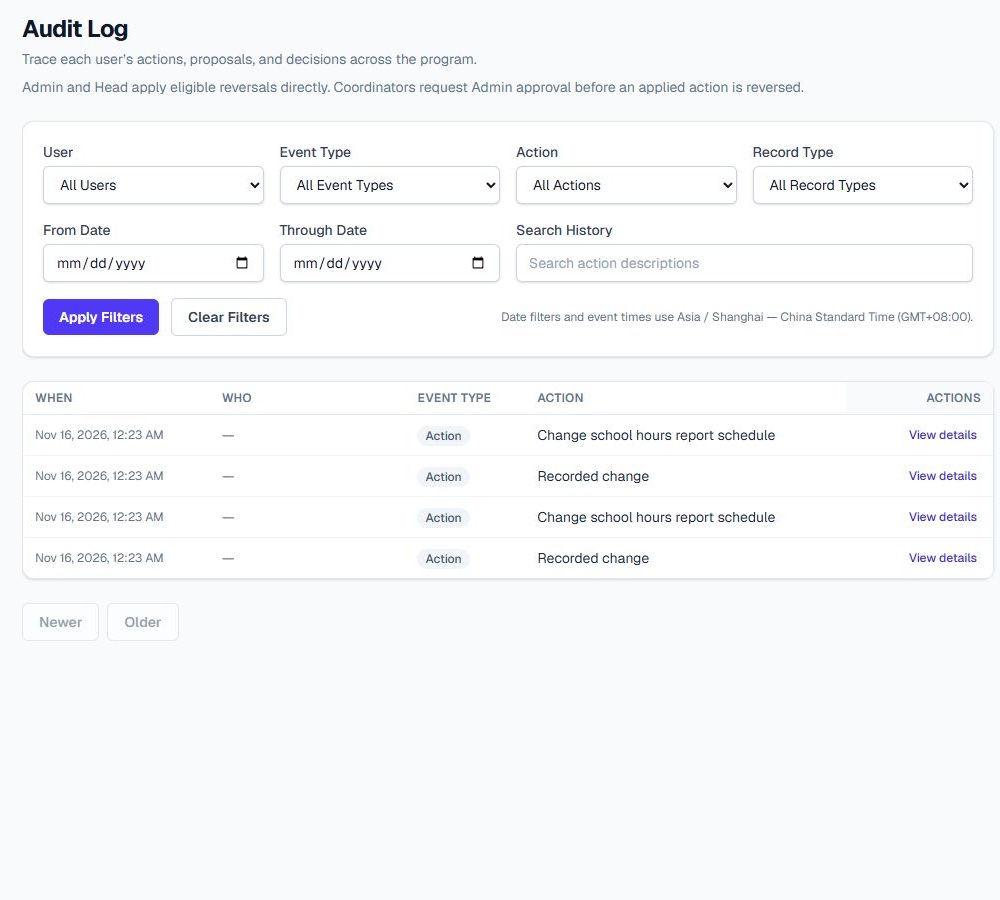 Audit Log
Trace each user's actions, proposals, and decisions across the program.
Admin and Head apply eligible reversals directly. Coordinators request Admin approval before an applied action is reversed.
User Event Type Action Record Type
All Users All Event Types All Actions All Record Types
From Date Through Date Search History
mm/dd/yyyy mm/dd/yyyy Search action descriptions
Apply Filters Clear Filters Date filters and event times use Asia / Shanghai — China Standard Time (GMT+08:00).
WHEN WHO EVENT TYPE ACTION ACTIONS
Nov 16, 2026, 12:23 AM — Action Change school hours report schedule View details
Nov 16, 2026, 12:23 AM — Action Recorded change View details
Nov 16, 2026, 12:23 AM — Action Change school hours report schedule View details
Nov 16, 2026, 12:23 AM — Action Recorded change View details
Newer Older